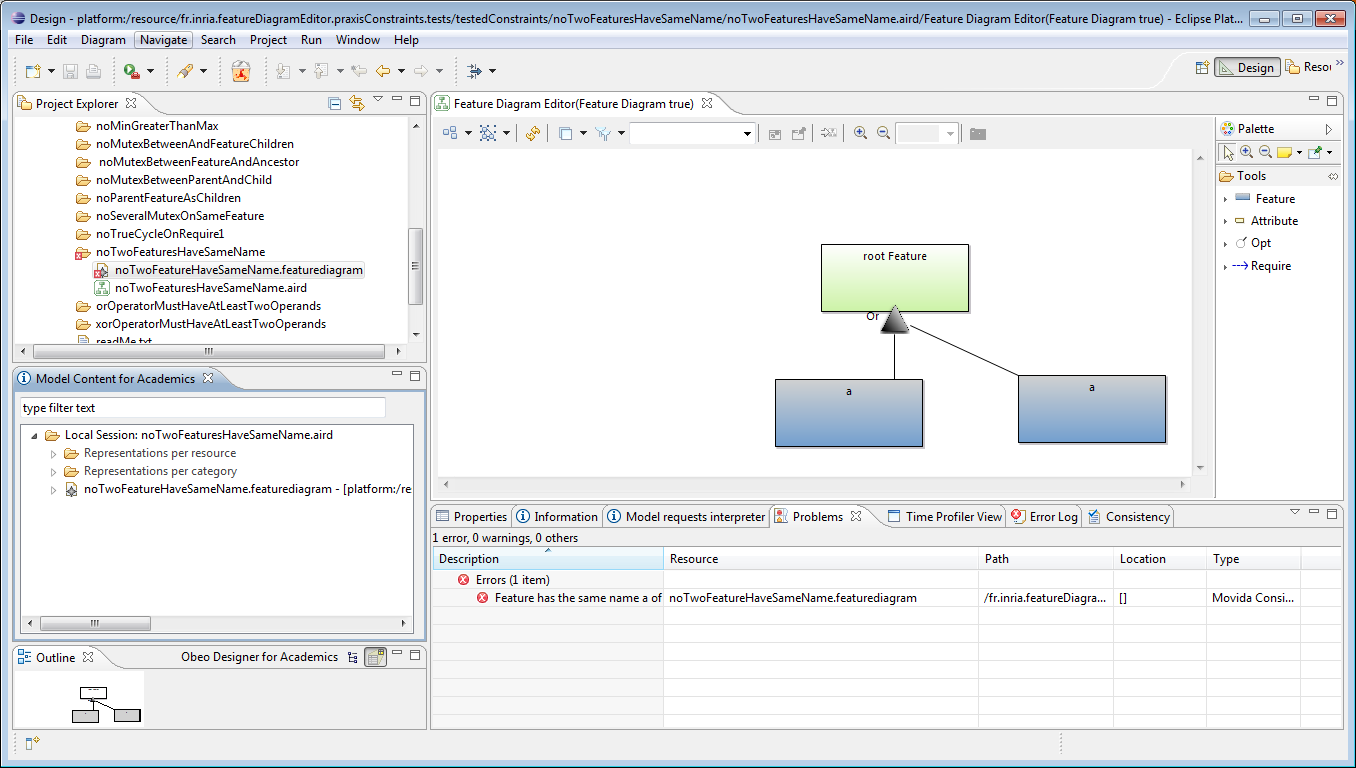 Design - platform:/resource/fr.inria.featureDiagramEditor.praxisConstraints.tests/testedConstraints/noTwoFeaturesHaveSameName/noTwoFeaturesHaveSameName.aird/Feature Diagram Editor(Feature Diagram true) - Eclipse Plat...
File Edit Diagram Navigate Search Project Run Window Help
Design Resou
Project Explorer
noMinGreaterThanMax
noMutexBetweenAndFeatureChildren
noMutexBetweenFeatureAndAncestor
noMutexBetweenParentAndChild
noParentFeatureAsChildren
noSeveralMutexOnSameFeature
noTrueCycleOnRequire1
noTwoFeaturesHaveSameName
noTwoFeatureHaveSameName.featurediagram
noTwoFeaturesHaveSameName.aird
orOperatorMustHaveAtLeastTwoOperands
xorOperatorMustHaveAtLeastTwoOperands
readMe.txt
Model Content for Academics
type filter text
Local Session: noTwoFeaturesHaveSameName.aird
Representations per resource
Representations per category
noTwoFeatureHaveSameName.featurediagram - [platform:/re
Outline
Obeo Designer for Academics
Feature Diagram Editor(Feature Diagram true)
root Feature
Or
a
a
Palette
Tools
Feature
Attribute
Opt
Require
Properties Information Model requests interpreter Problems Time Profiler View Error Log Consistency
1 error, 0 warnings, 0 others
Description Resource Path Location Type
Errors (1 item)
Feature has the same name a of noTwoFeatureHaveSameName.featurediagram /fr.inria.featureDiagra... [] Movida Consi...